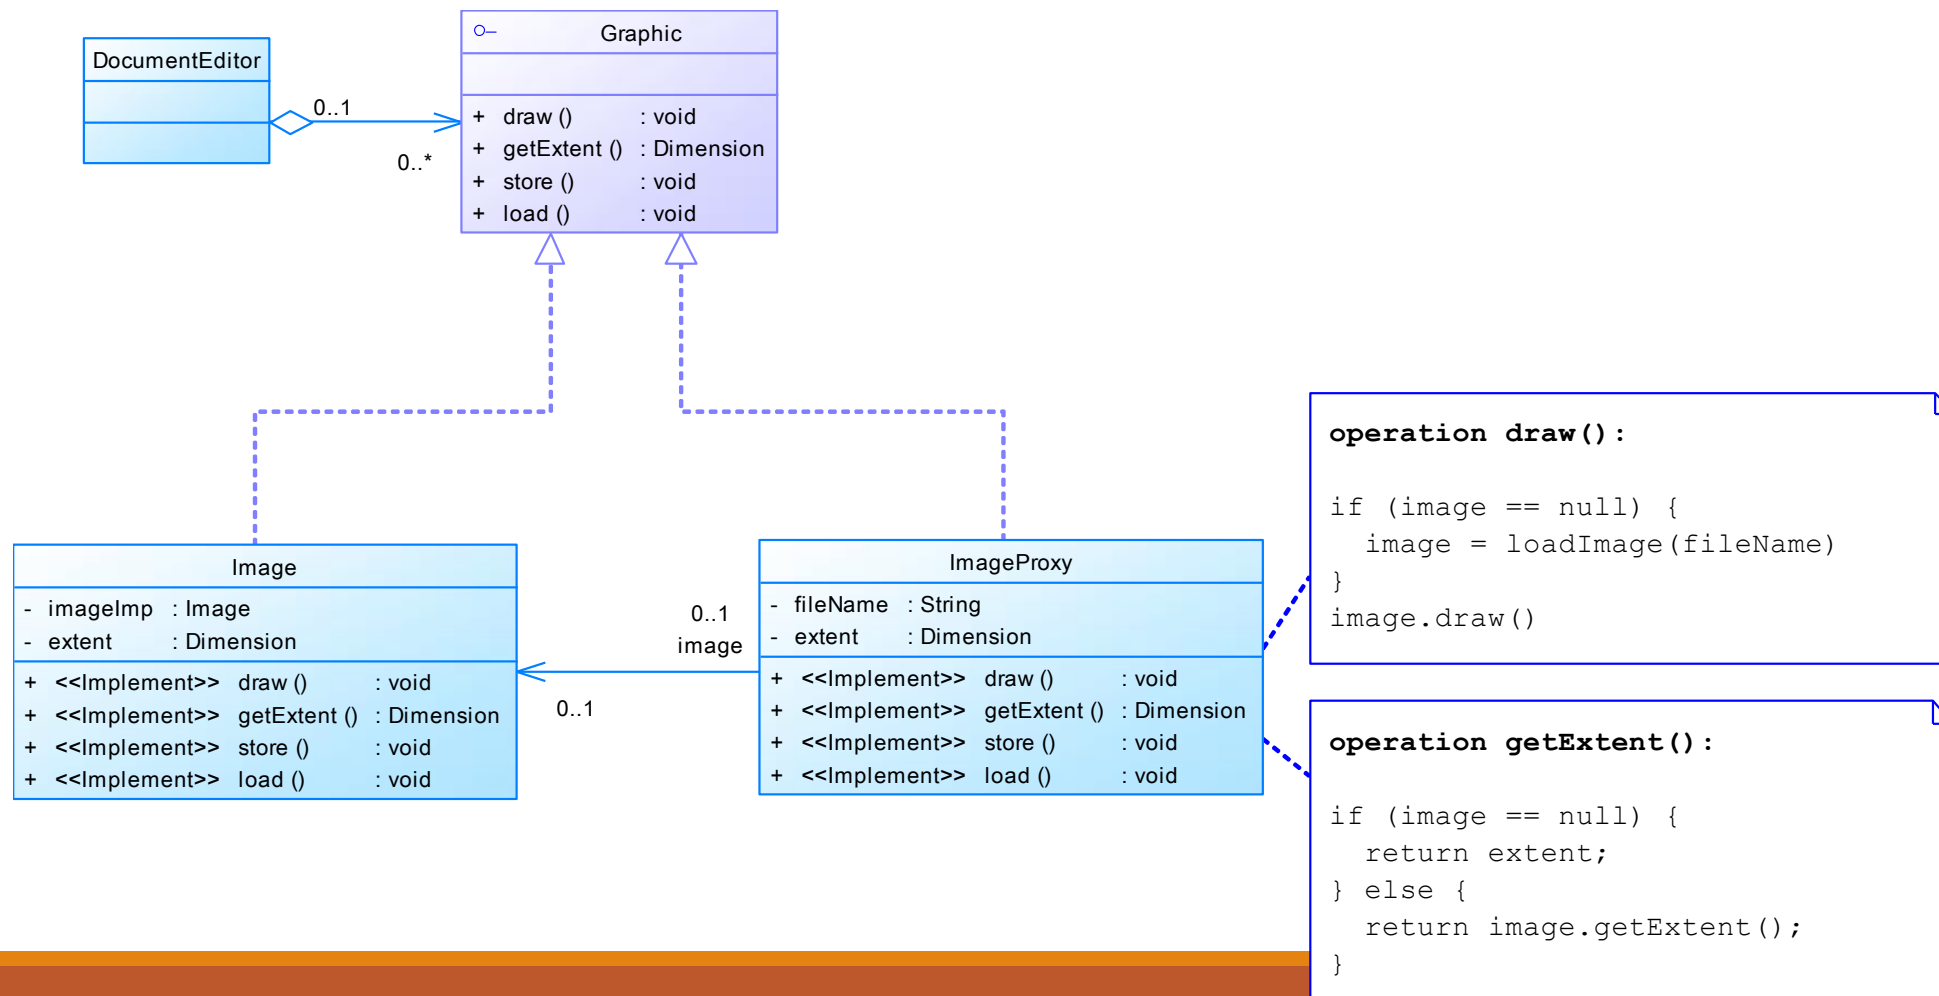 DocumentEditor
0..1
0..*
Graphic
+ draw () : void
+ getExtent () : Dimension
+ store () : void
+ load () : void
Image
- imageImp : Image
- extent : Dimension
+ <<Implement>> draw () : void
+ <<Implement>> getExtent () : Dimension
+ <<Implement>> store () : void
+ <<Implement>> load () : void
0..1
image
0..1
ImageProxy
- fileName : String
- extent : Dimension
+ <<Implement>> draw () : void
+ <<Implement>> getExtent () : Dimension
+ <<Implement>> store () : void
+ <<Implement>> load () : void
operation draw():
if (image == null) {
image = loadImage(fileName)
}
image.draw()
operation getExtent():
if (image == null) {
return extent;
} else {
return image.getExtent();
}